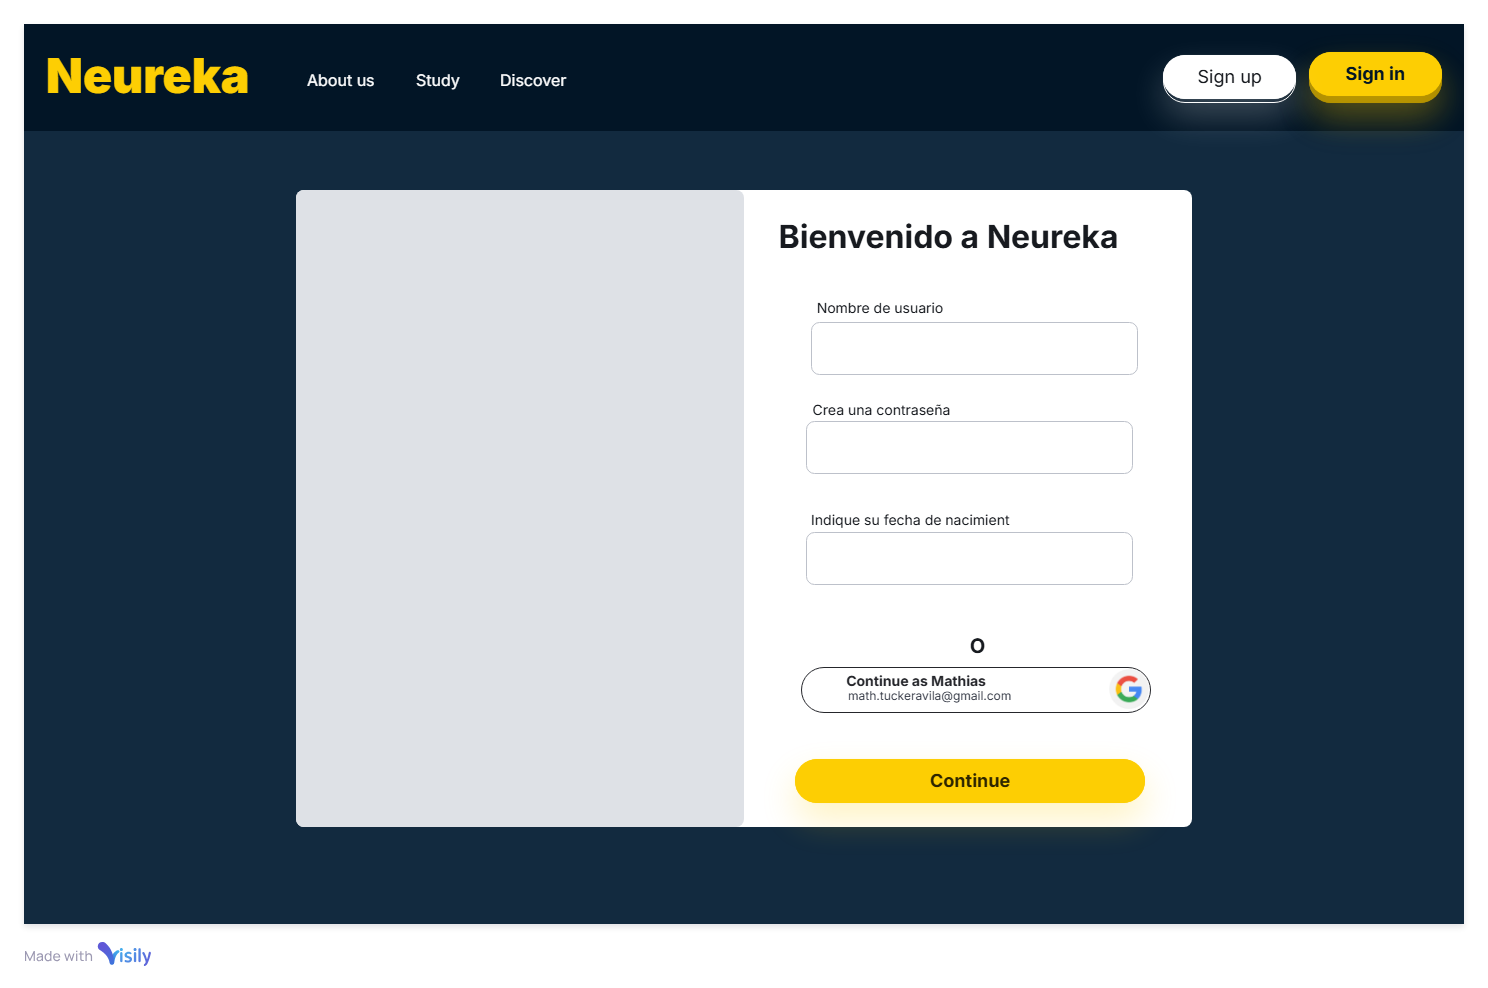 Neureka
About us
Study
Discover
Sign up
Sign in
Bienvenido a Neureka
Nombre de usuario
Crea una contraseña
Indique su fecha de nacimient
O
Continue as Mathias
math.tuckeravila@gmail.com
Continue
Made with Visily